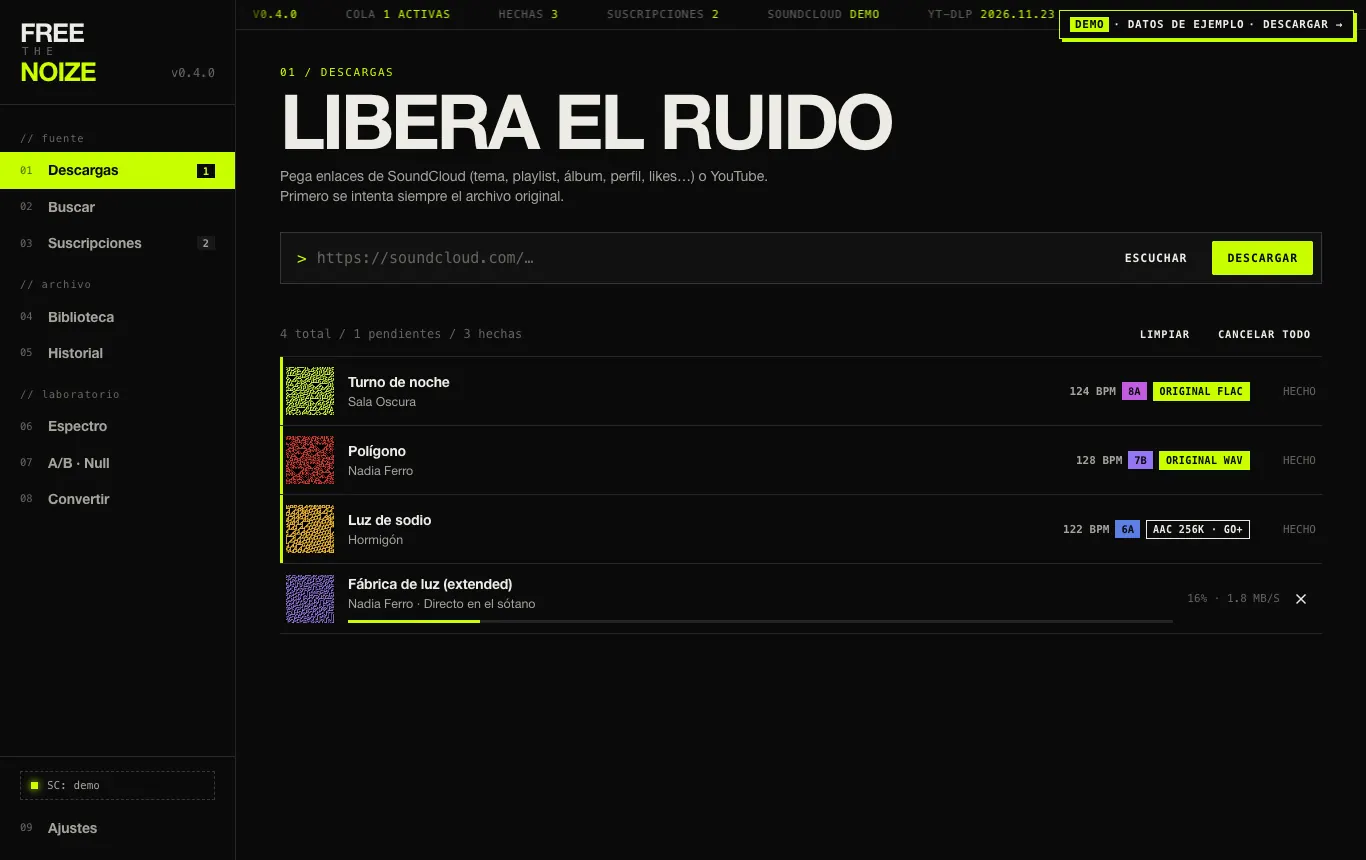 FREE
THE
NOIZE
v0.4.0
// fuente
01 Descargas 1
02 Buscar
03 Suscripciones 2
// archivo
04 Biblioteca
05 Historial
// laboratorio
06 Espectro
07 A/B · Null
08 Convertir
SC: demo
09 Ajustes
V0.4.0 COLA 1 ACTIVAS HECHAS 3 SUSCRIPCIONES 2 SOUNDCLOUD DEMO YT-DLP 2026.11.23
DEMO · DATOS DE EJEMPLO · DESCARGAR →
01 / DESCARGAS
LIBERA EL RUIDO
Pega enlaces de SoundCloud (tema, playlist, álbum, perfil, likes…) o YouTube.
Primero se intenta siempre el archivo original.
> https://soundcloud.com/… ESCUCHAR DESCARGAR
4 total / 1 pendientes / 3 hechas LIMPIAR CANCELAR TODO
Turno de noche
Sala Oscura
124 BPM 8A ORIGINAL FLAC HECHO
Polígono
Nadia Ferro
128 BPM 7B ORIGINAL WAV HECHO
Luz de sodio
Hormigón
122 BPM 6A AAC 256K · GO+ HECHO
Fábrica de luz (extended)
Nadia Ferro · Directo en el sótano
16% · 1.8 MB/S ×